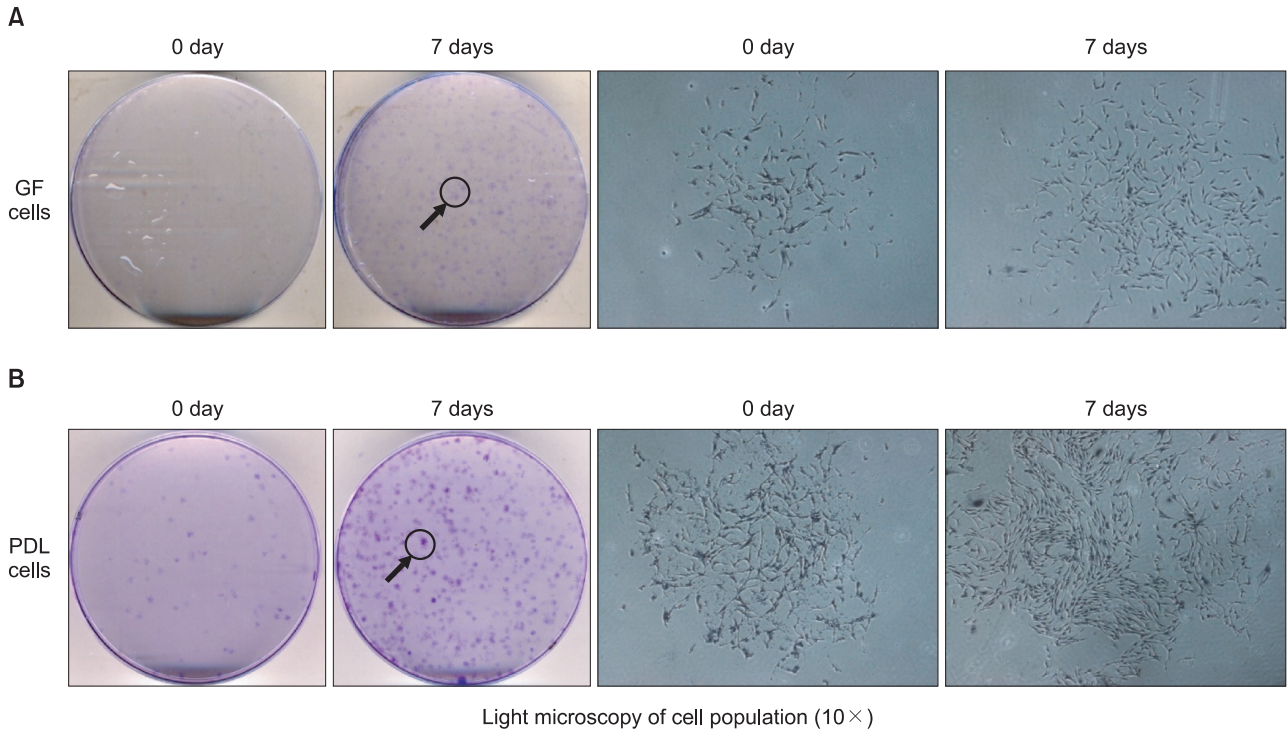 A
0 day
7 days
0 day
7 days
GF
cells
B
0 day
7 days
0 day
7 days
PDL
cells
Light microscopy of cell population (10×)